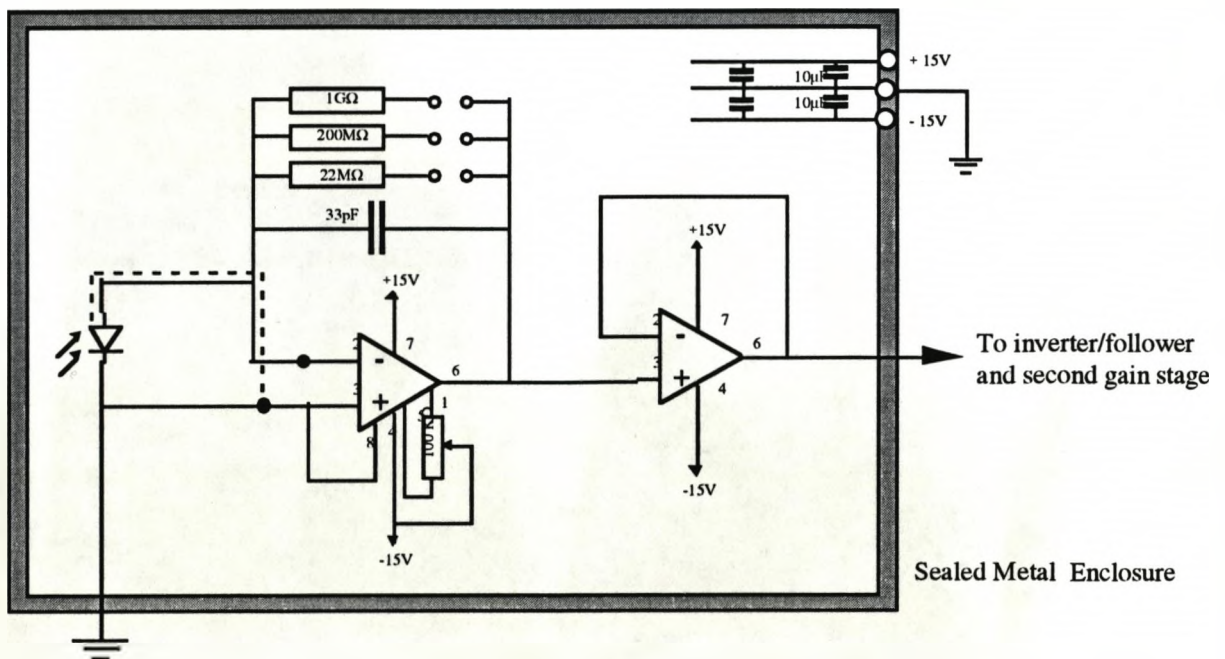 + 15V
10µF
10µF
- 15V
1GΩ
200MΩ
22MΩ
33pF
+15V
+15V
2
7
-
6
3
+
1
8
4
100 KΩ
-15V
2
7
-
6
3
+
4
-15V
To inverter/follower
and second gain stage
Sealed Metal Enclosure